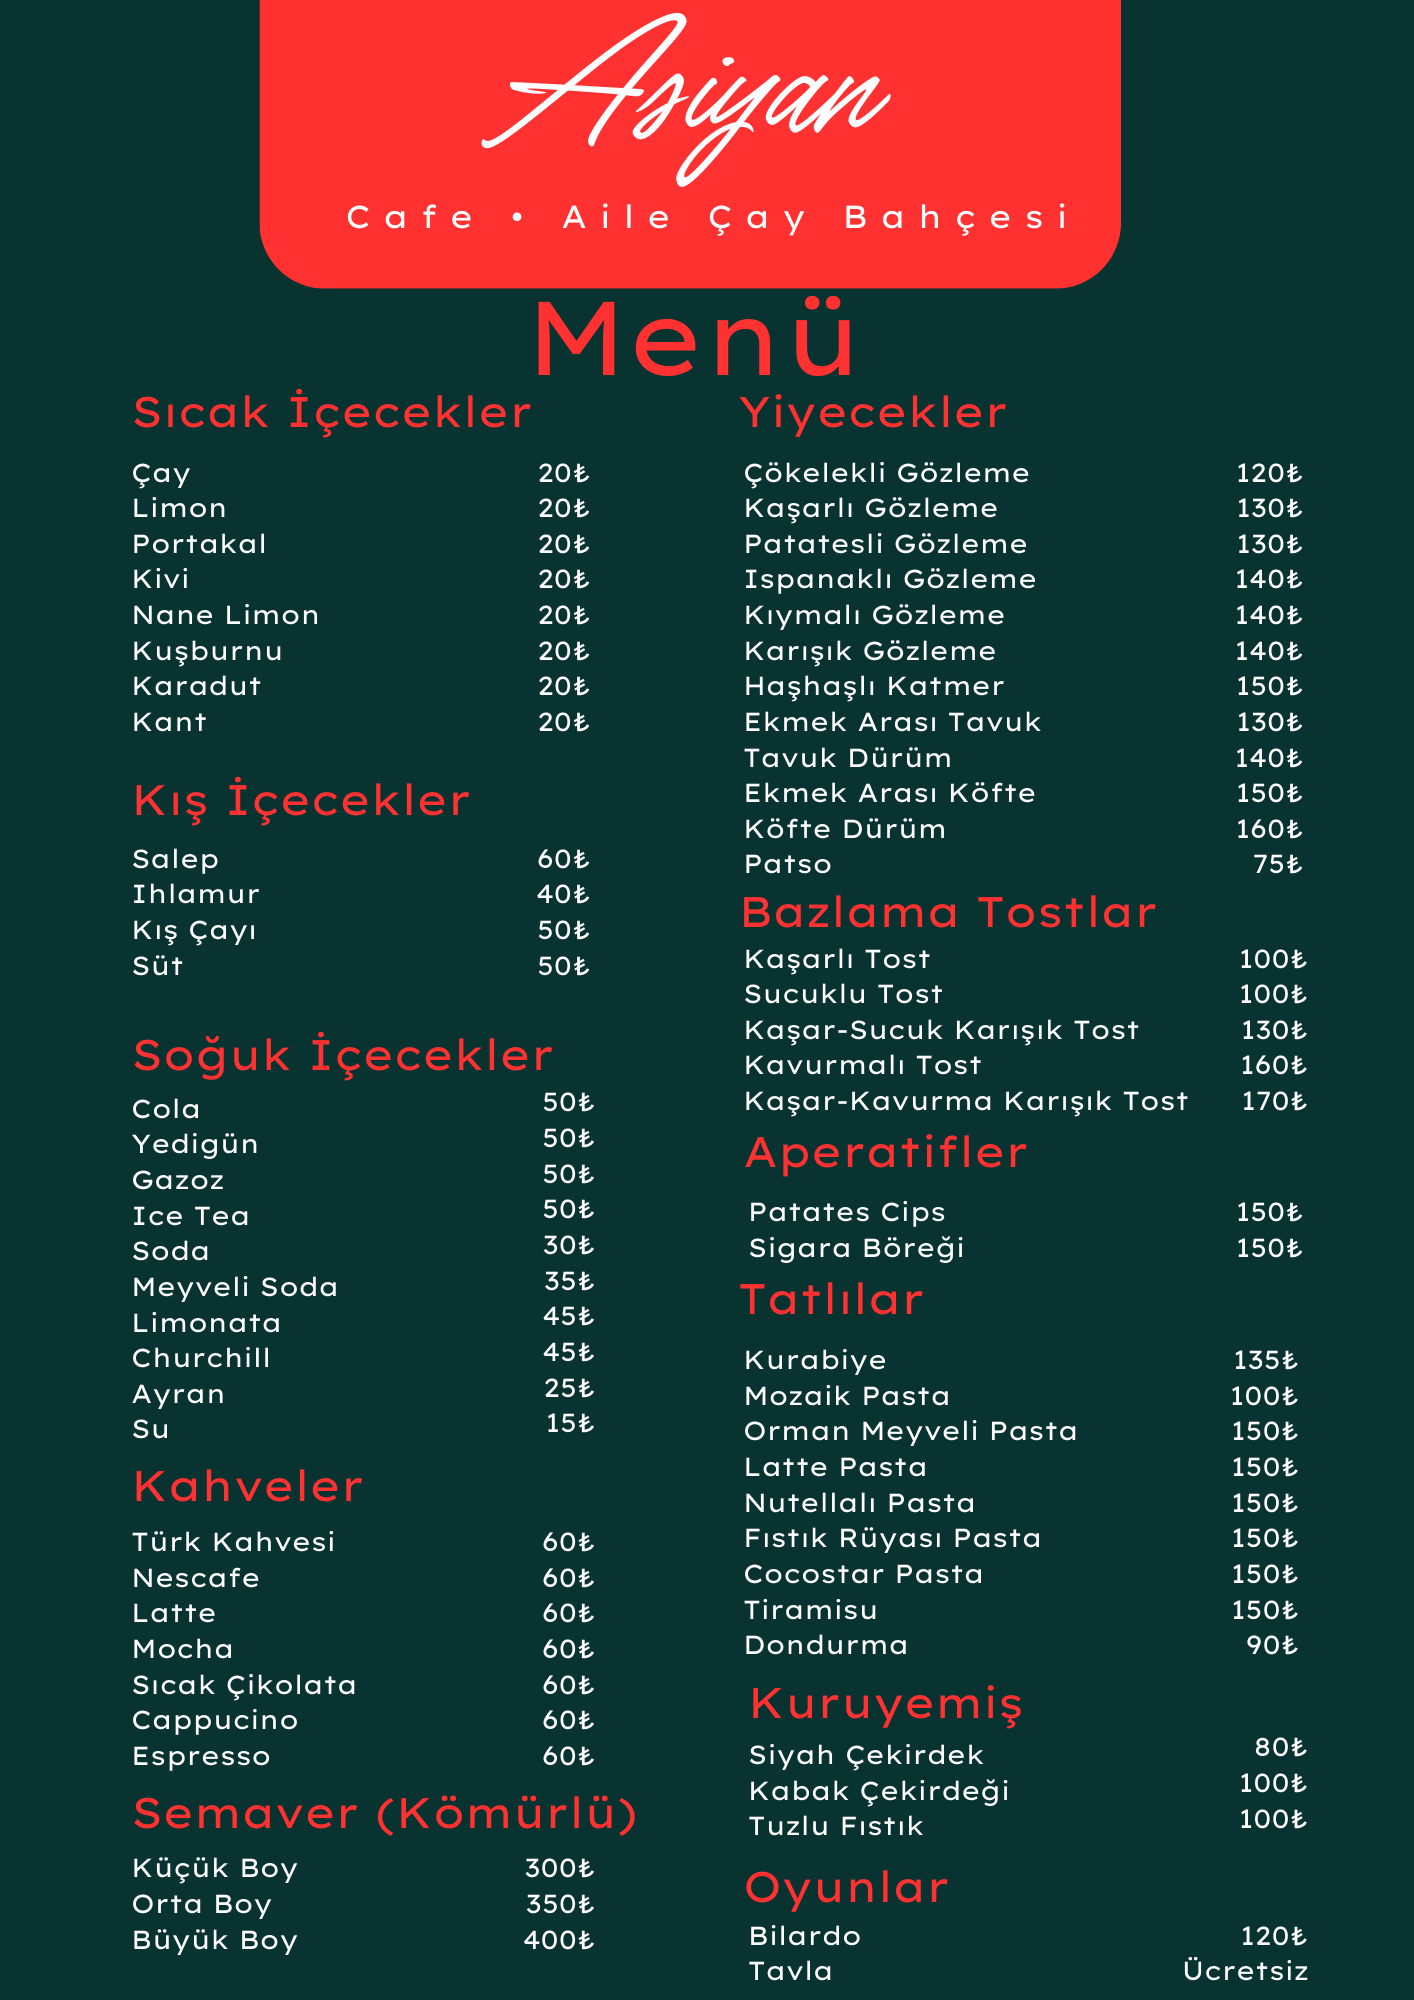 Asiyan
Cafe • Aile Çay Bahçesi
Menü
Sıcak İçecekler
Çay 20₺
Limon 20₺
Portakal 20₺
Kivi 20₺
Nane Limon 20₺
Kuşburnu 20₺
Karadut 20₺
Kant 20₺
Kış İçecekler
Salep 60₺
Ihlamur 40₺
Kış Çayı 50₺
Süt 50₺
Soğuk İçecekler
Cola 50₺
Yedigün 50₺
Gazoz 50₺
Ice Tea 50₺
Soda 30₺
Meyveli Soda 35₺
Limonata 45₺
Churchill 45₺
Ayran 25₺
Su 15₺
Kahveler
Türk Kahvesi 60₺
Nescafe 60₺
Latte 60₺
Mocha 60₺
Sıcak Çikolata 60₺
Cappucino 60₺
Espresso 60₺
Semaver (Kömürlü)
Küçük Boy 300₺
Orta Boy 350₺
Büyük Boy 400₺
Yiyecekler
Çökelekli Gözleme 120₺
Kaşarlı Gözleme 130₺
Patatesli Gözleme 130₺
Ispanaklı Gözleme 140₺
Kıymalı Gözleme 140₺
Karışık Gözleme 140₺
Haşhaşlı Katmer 150₺
Ekmek Arası Tavuk 130₺
Tavuk Dürüm 140₺
Ekmek Arası Köfte 150₺
Köfte Dürüm 160₺
Patso 75₺
Bazlama Tostlar
Kaşarlı Tost 100₺
Sucuklu Tost 100₺
Kaşar-Sucuk Karışık Tost 130₺
Kavurmalı Tost 160₺
Kaşar-Kavurma Karışık Tost 170₺
Aperatifler
Patates Cips 150₺
Sigara Böreği 150₺
Tatlılar
Kurabiye 135₺
Mozaik Pasta 100₺
Orman Meyveli Pasta 150₺
Latte Pasta 150₺
Nutellalı Pasta 150₺
Fıstık Rüyası Pasta 150₺
Cocostar Pasta 150₺
Tiramisu 150₺
Dondurma 90₺
Kuruyemiş
Siyah Çekirdek 80₺
Kabak Çekirdeği 100₺
Tuzlu Fıstık 100₺
Oyunlar
Bilardo 120₺
Tavla Ücretsiz